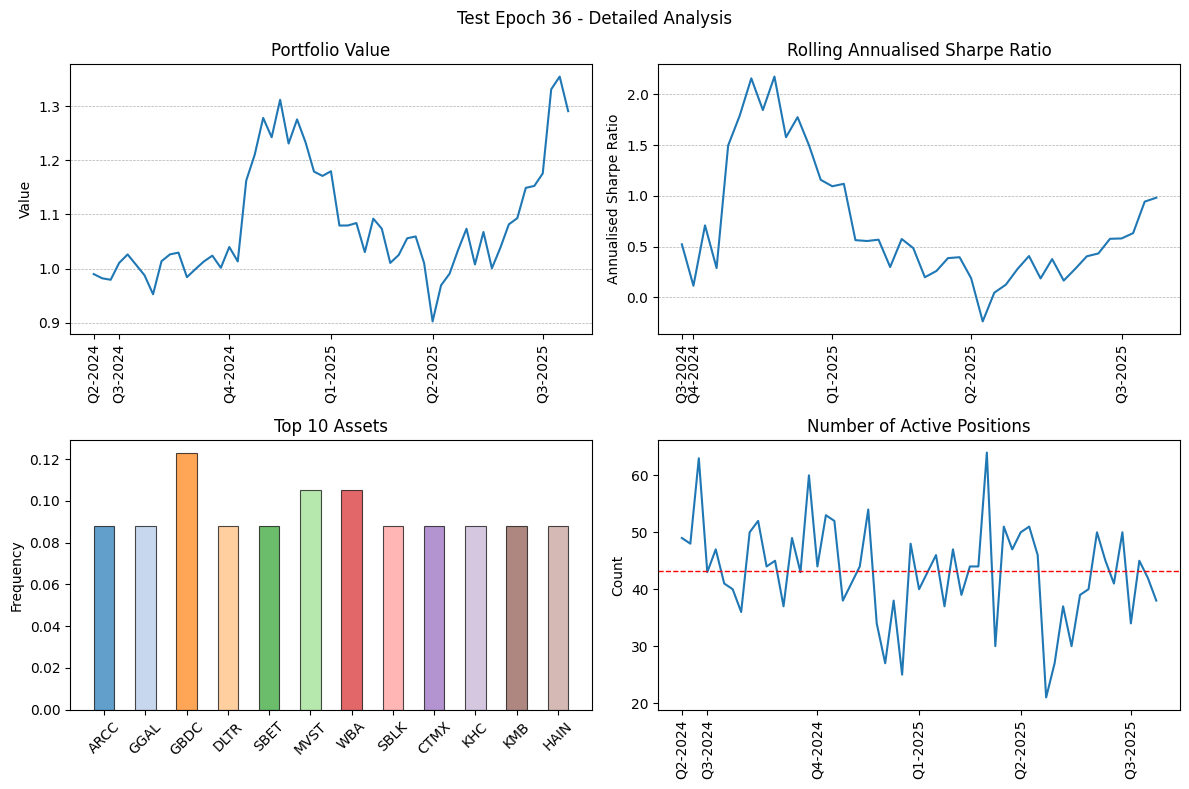 Test Epoch 36 - Detailed Analysis
Portfolio Value
Value
1.3
1.2
1.1
1.0
0.9
Q2-2024
Q3-2024
Q4-2024
Q1-2025
Q2-2025
Q3-2025
Rolling Annualised Sharpe Ratio
Annualised Sharpe Ratio
2.0
1.5
1.0
0.5
0.0
Q3-2024
Q4-2024
Q1-2025
Q2-2025
Q3-2025
Top 10 Assets
Frequency
0.12
0.10
0.08
0.06
0.04
0.02
0.00
ARCC
GGAL
GBDC
DLTR
SBET
MVST
WBA
SBLK
CTMX
KHC
KMB
HAIN
Number of Active Positions
Count
60
50
40
30
20
Q2-2024
Q3-2024
Q4-2024
Q1-2025
Q2-2025
Q3-2025